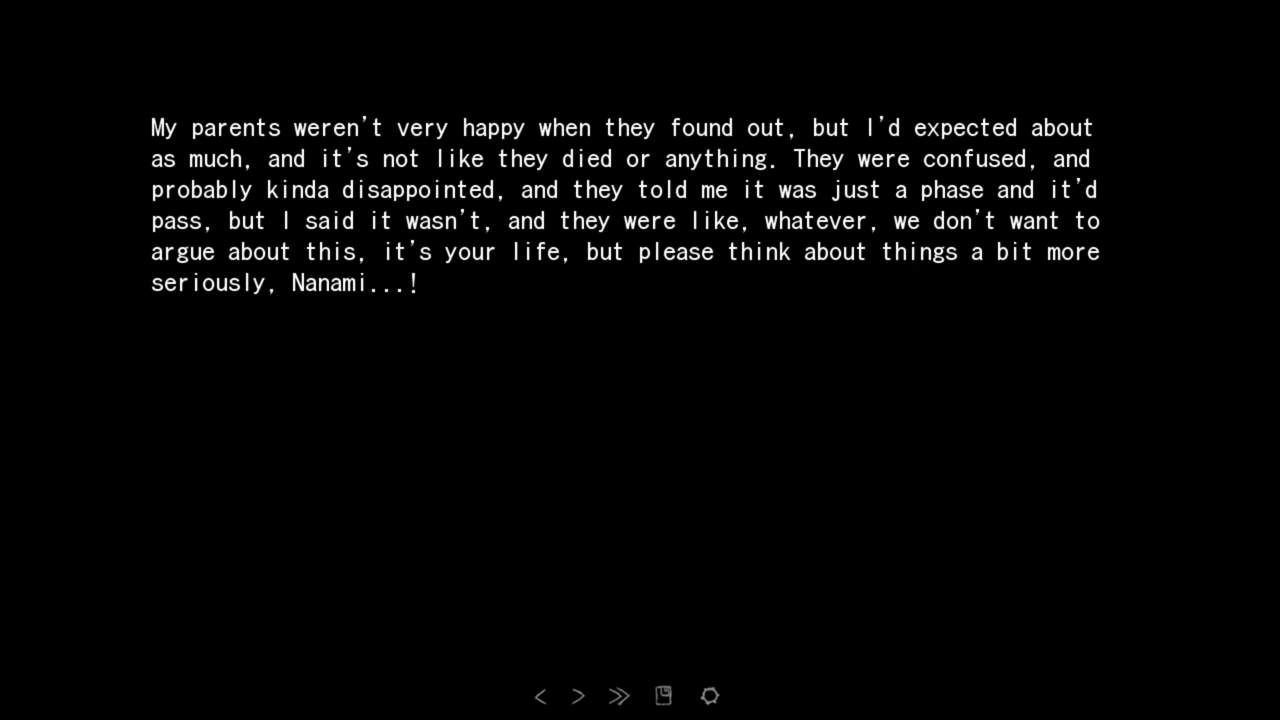 My parents weren't very happy when they found out, but I'd expected about
as much, and it's not like they died or anything. They were confused, and
probably kinda disappointed, and they told me it was just a phase and it'd
pass, but I said it wasn't, and they were like, whatever, we don't want to
argue about this, it's your life, but please think about things a bit more
seriously, Nanami...!